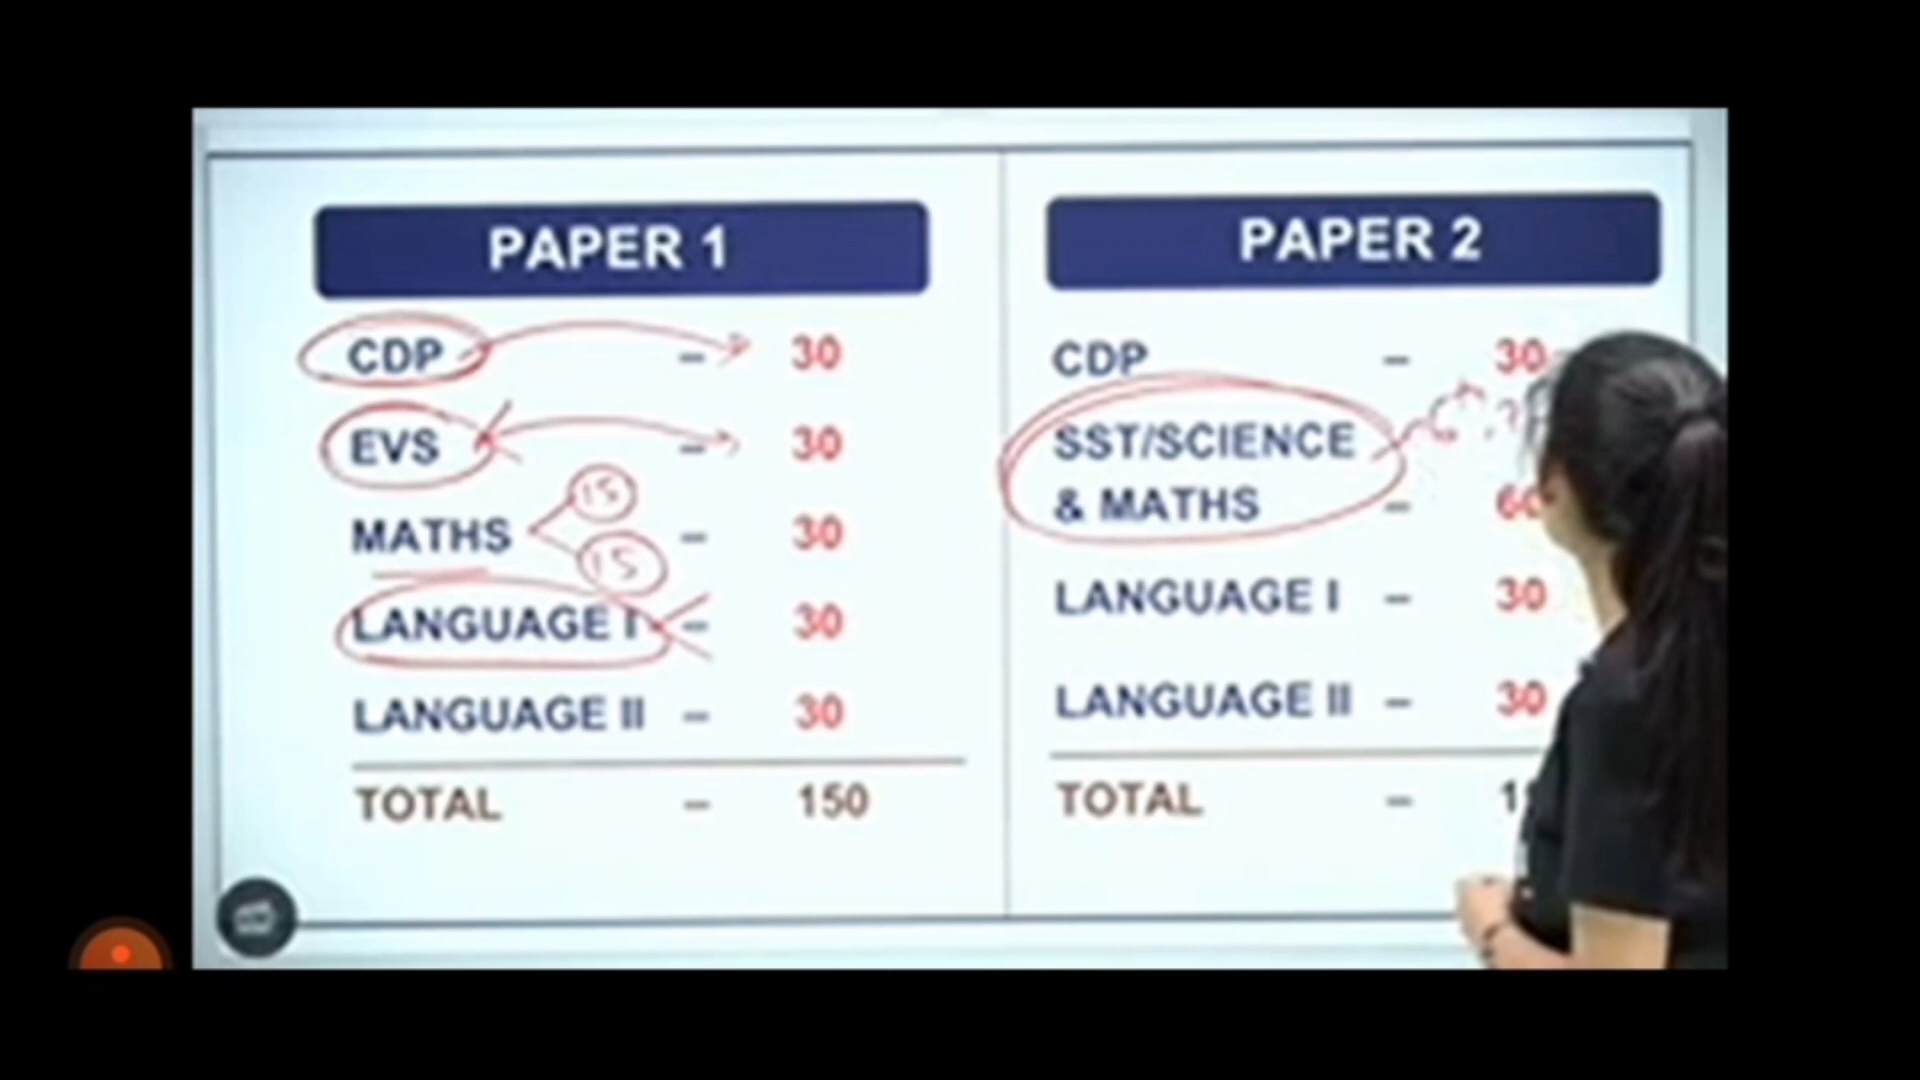 PAPER 1
CDP - 30
EVS - 30
MATHS - 30
15
15
LANGUAGE I - 30
LANGUAGE II - 30
TOTAL - 150
PAPER 2
CDP - 30
SST/SCIENCE
& MATHS - 60
LANGUAGE I - 30
LANGUAGE II - 30
TOTAL -